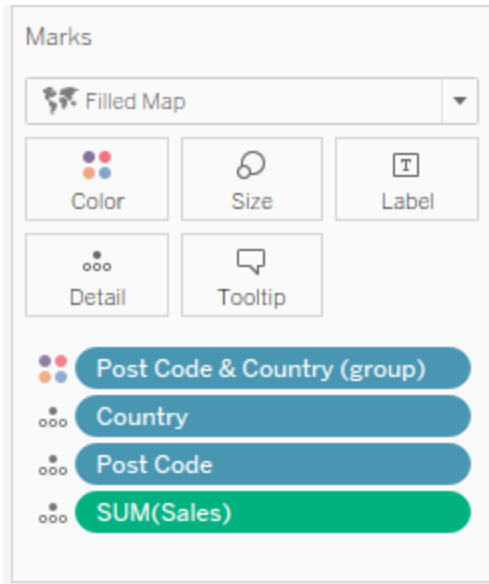 Marks
Filled Map
Color Size Label
Detail Tooltip
Post Code & Country (group)
Country
Post Code
SUM(Sales)